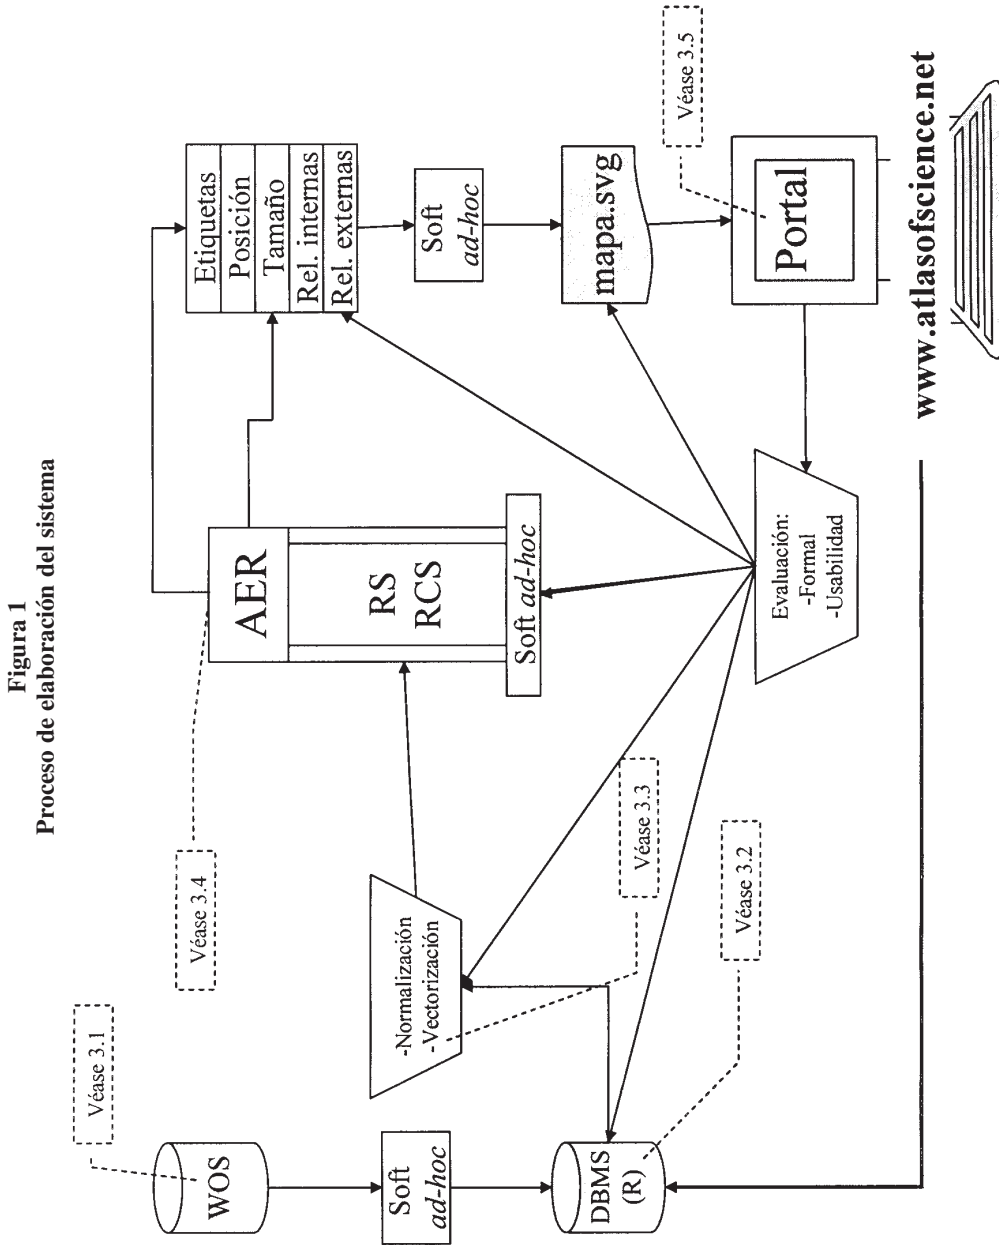 Figura 1
Proceso de elaboración del sistema
Véase 3.1
WOS
Soft
ad-hoc
DBMS
(R)
Véase 3.2
Véase 3.4
-Normalización
- Vectorización
Véase 3.3
AER
RS
RCS
Soft ad-hoc
Evaluación:
-Formal
-Usabilidad
Etiquetas
Posición
Tamaño
Rel. internas
Rel. externas
Soft
ad-hoc
mapa.svg
Véase 3.5
Portal
www.atlasofscience.net